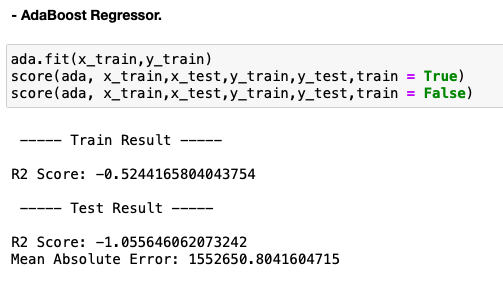 - AdaBoost Regressor.
ada.fit(x_train,y_train)
score(ada, x_train,x_test,y_train,y_test,train = True)
score(ada, x_train,x_test,y_train,y_test,train = False)
----- Train Result -----
R2 Score: -0.5244165804043754
----- Test Result -----
R2 Score: -1.055646062073242
Mean Absolute Error: 1552650.8041604715